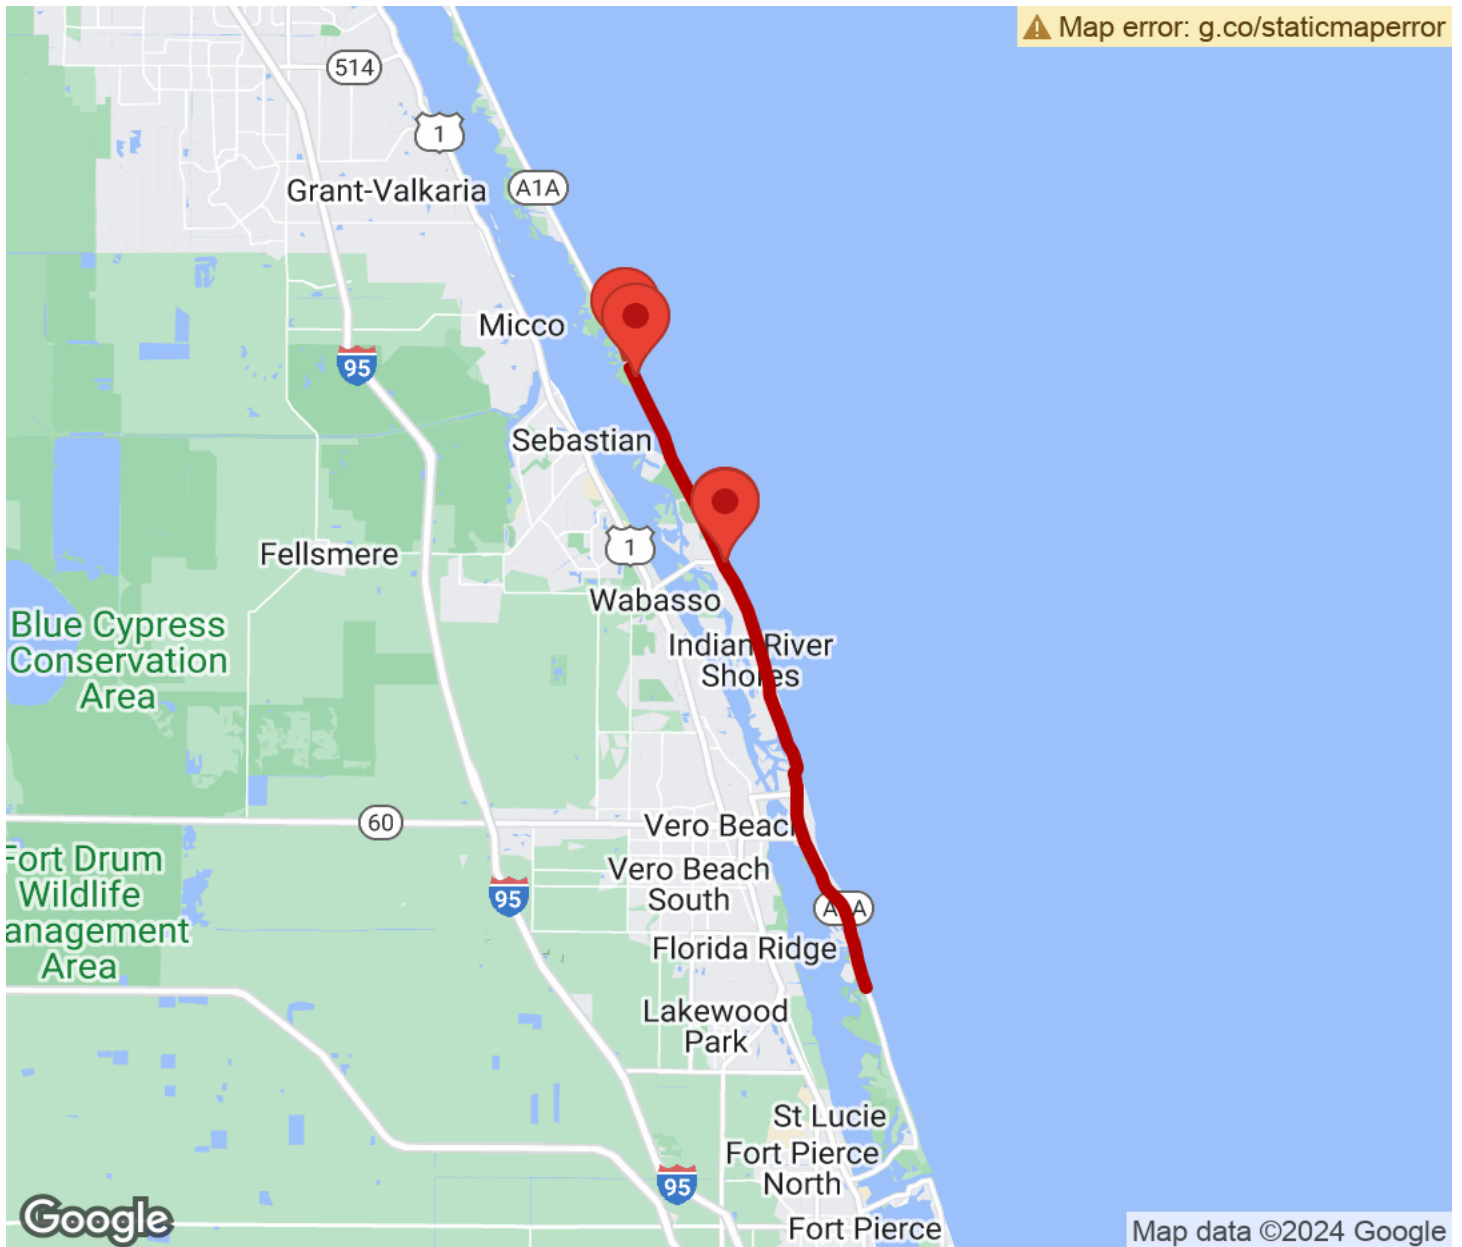 Map error: g.co/staticmaperror
514
1
Grant-Valkaria
A1A
Micco
95
Sebastian
1
Fellsmere
Wabasso
Blue Cypress
Conservation
Area
Indian River
Shores
60
Vero Beach
Fort Drum
Wildlife
anagement
Area
Vero Beach
South
95
A1A
Florida Ridge
Lakewood
Park
St Lucie
Fort Pierce
North
95
Fort Pierce
Google
Map data ©2024 Google